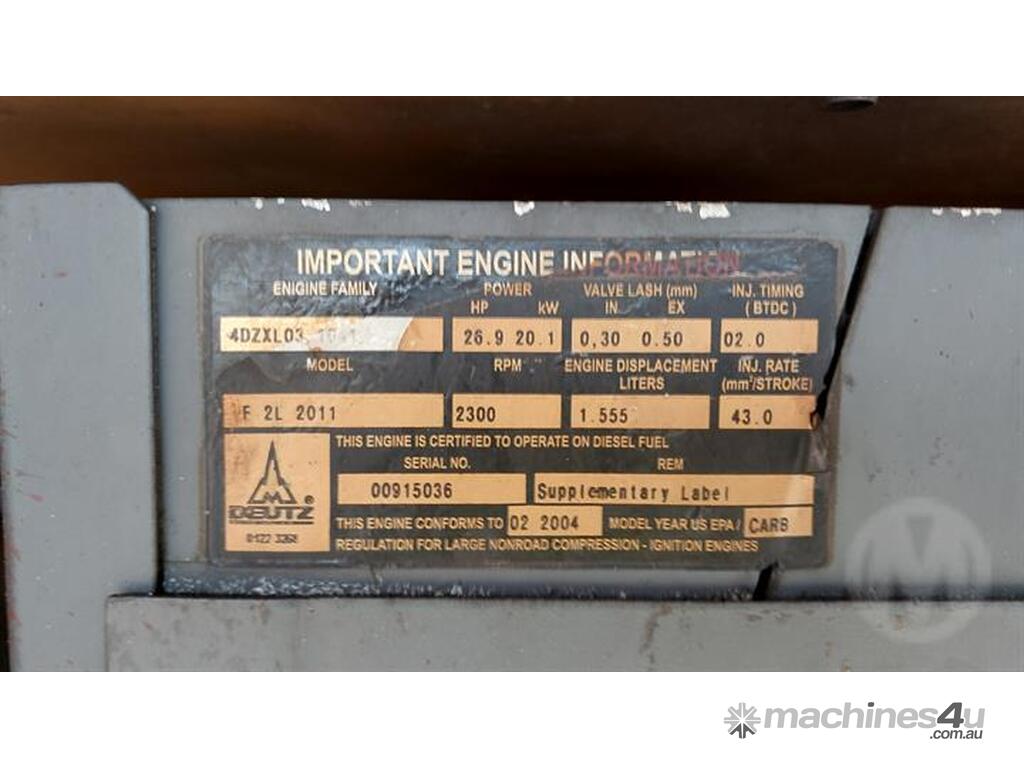 IMPORTANT ENGINE INFORMATION
ENIGINE FAMILY POWER VALVE LASH (mm) INJ. TIMING
HP kW IN EX (BTDC)
4DZXL03 26.9 20.1 0,30 0.50 02.0
MODEL RPM ENGINE DISPLACEMENT INJ. RATE
LITERS (mm³/STROKE)
F 2L 2011 2300 1.555 43.0
THIS ENGINE IS CERTIFIED TO OPERATE ON DIESEL FUEL
SERIAL NO. REM
00915036 Supplementary Label
DEUTZ ®
THIS ENGINE CONFORMS TO 02 2004 MODEL YEAR US EPA / CARB
0422 3268 REGULATION FOR LARGE NONROAD COMPRESSION - IGNITION ENGINES
M
machines4u
.com.au